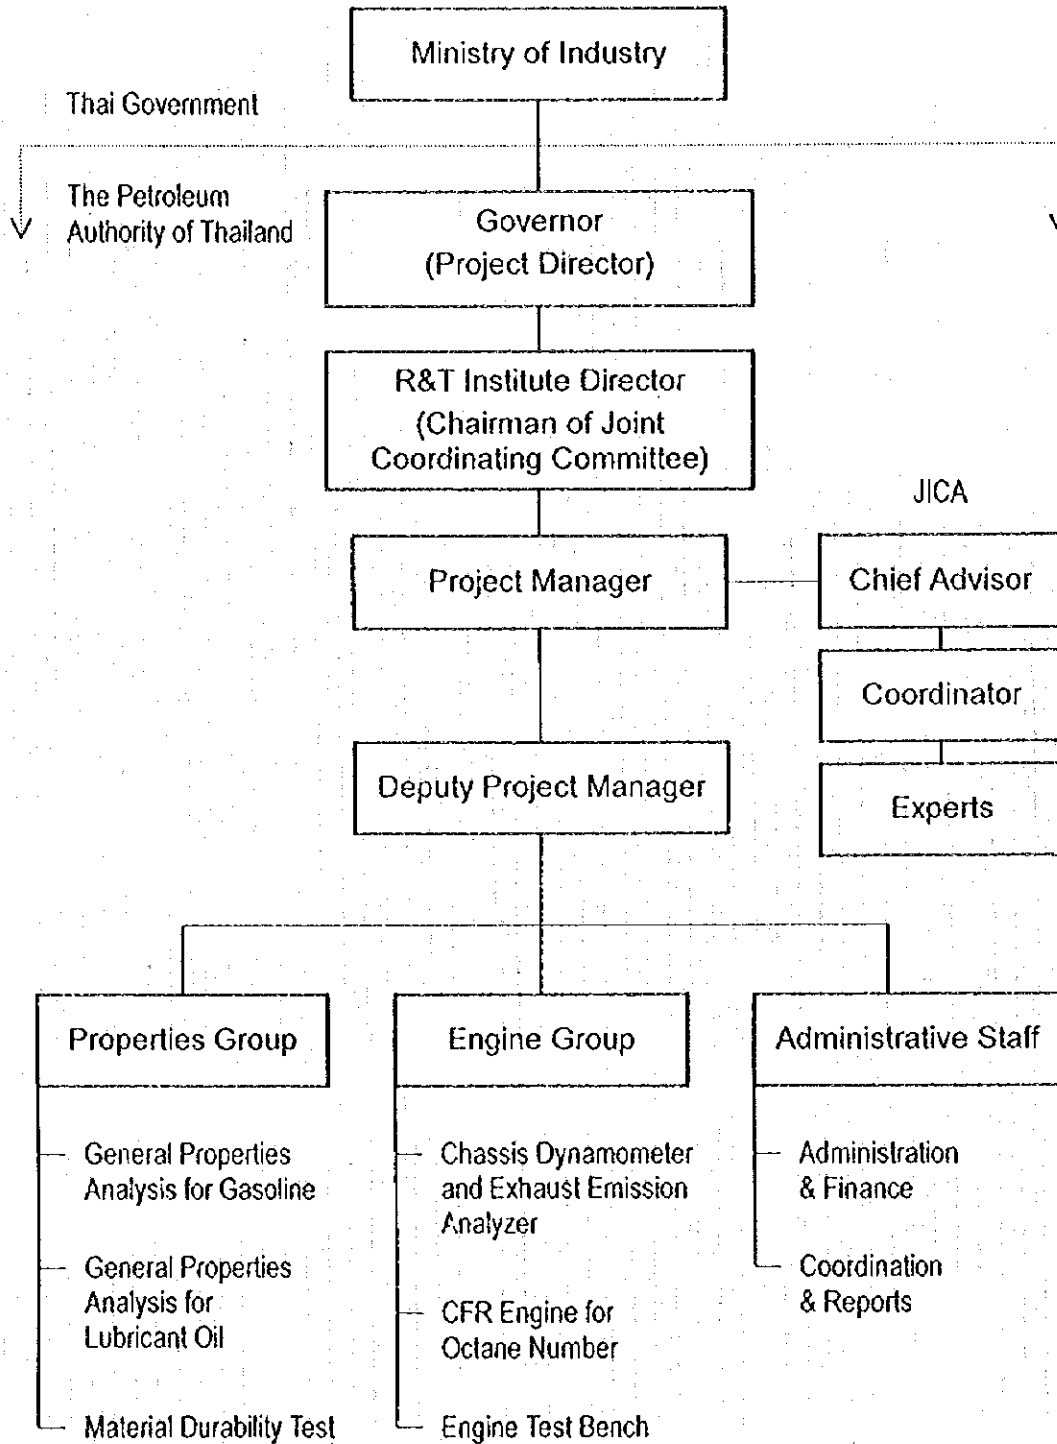 Ministry of Industry
Thai Government
The Petroleum
Authority of Thailand
Governor
(Project Director)
R&T Institute Director
(Chairman of Joint
Coordinating Committee)
JICA
Project Manager
Chief Advisor
Coordinator
Deputy Project Manager
Experts
Properties Group
Engine Group
Administrative Staff
General Properties
Analysis for Gasoline
General Properties
Analysis for
Lubricant Oil
Material Durability Test
Chassis Dynamometer
and Exhaust Emission
Analyzer
CFR Engine for
Octane Number
Engine Test Bench
Administration
& Finance
Coordination
& Reports